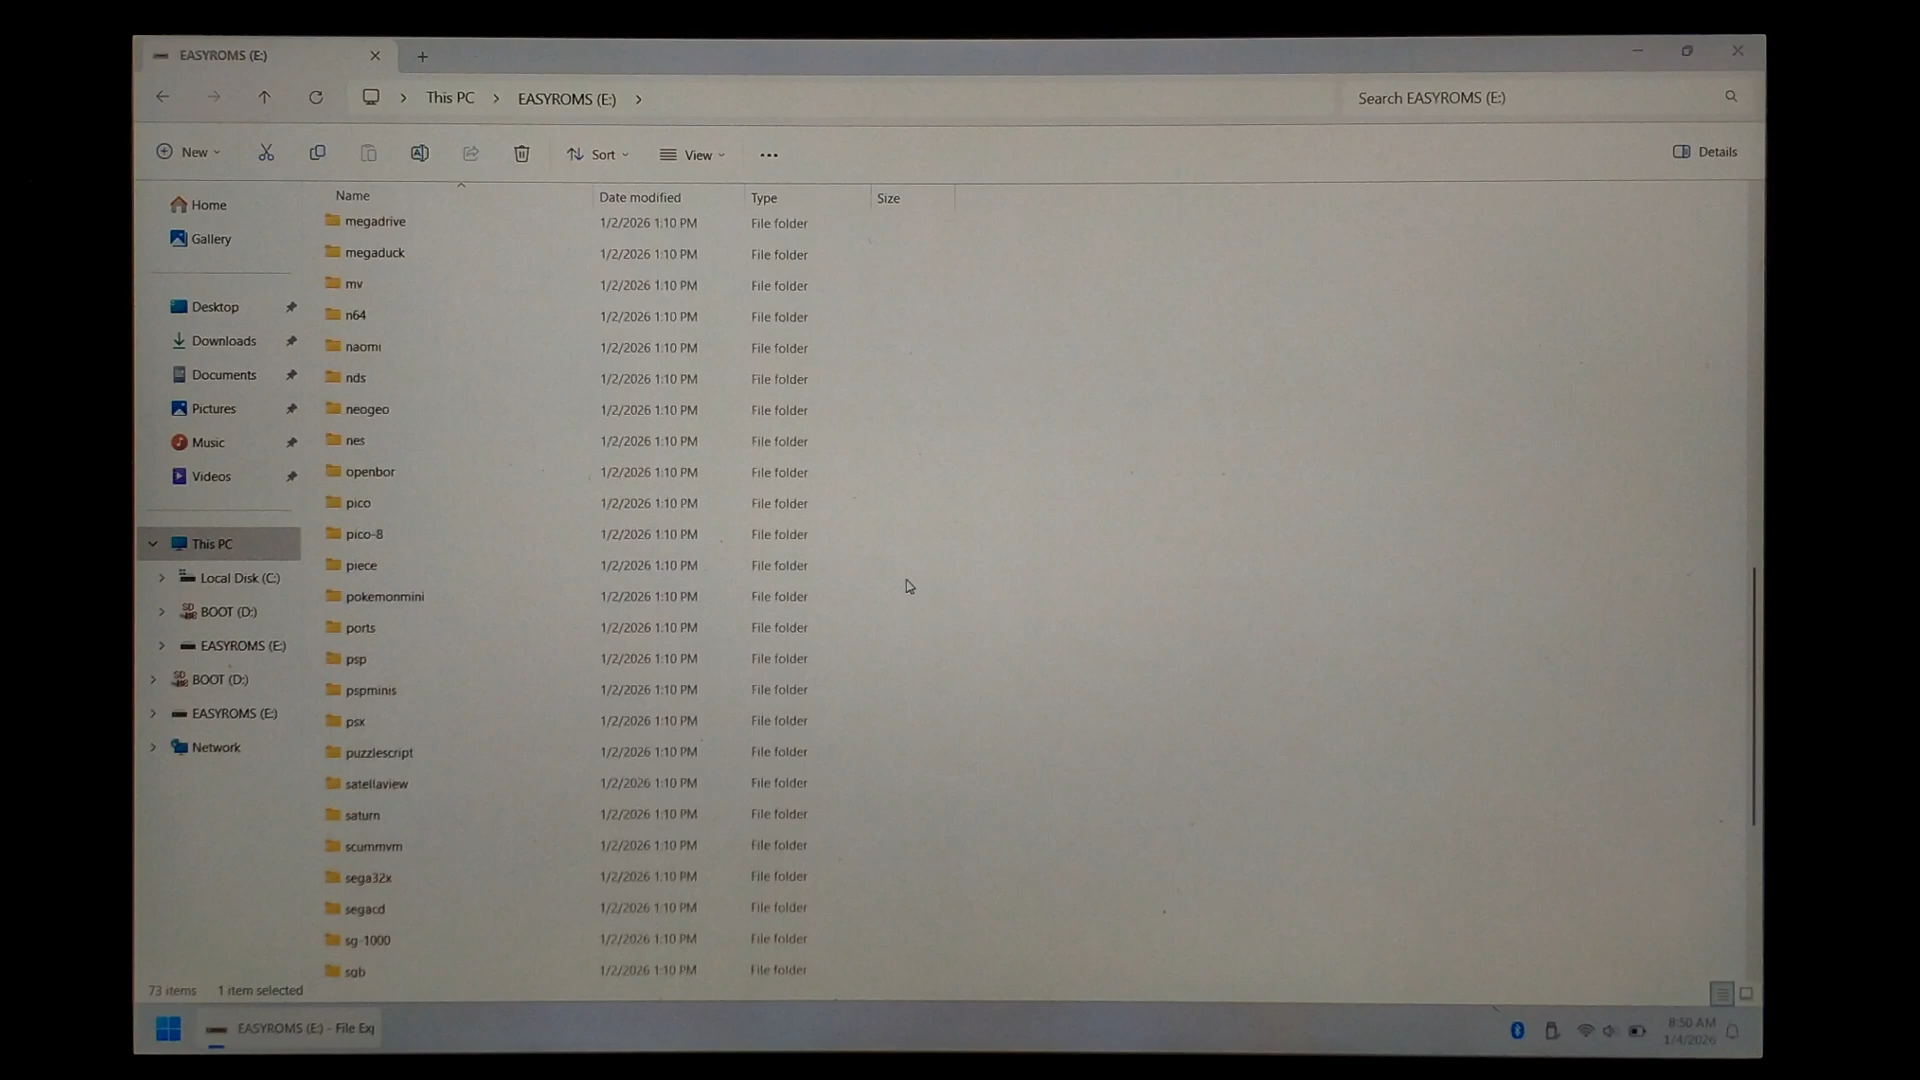 EASYROMS (E:)
This PC > EASYROMS (E:) >
Search EASYROMS (E:)
New
Sort
View
Details
Home
Gallery
Desktop
Downloads
Documents
Pictures
Music
Videos
This PC
Local Disk (C:)
BOOT (D:)
EASYROMS (E:)
BOOT (D:)
EASYROMS (E:)
Network
Name Date modified Type Size
megadrive 1/2/2026 1:10 PM File folder
megaduck 1/2/2026 1:10 PM File folder
mv 1/2/2026 1:10 PM File folder
n64 1/2/2026 1:10 PM File folder
naomi 1/2/2026 1:10 PM File folder
nds 1/2/2026 1:10 PM File folder
neogeo 1/2/2026 1:10 PM File folder
nes 1/2/2026 1:10 PM File folder
openbor 1/2/2026 1:10 PM File folder
pico 1/2/2026 1:10 PM File folder
pico-8 1/2/2026 1:10 PM File folder
piece 1/2/2026 1:10 PM File folder
pokemonmini 1/2/2026 1:10 PM File folder
ports 1/2/2026 1:10 PM File folder
psp 1/2/2026 1:10 PM File folder
pspminis 1/2/2026 1:10 PM File folder
psx 1/2/2026 1:10 PM File folder
puzzlescript 1/2/2026 1:10 PM File folder
satellaview 1/2/2026 1:10 PM File folder
saturn 1/2/2026 1:10 PM File folder
scummvm 1/2/2026 1:10 PM File folder
sega32x 1/2/2026 1:10 PM File folder
segacd 1/2/2026 1:10 PM File folder
sg-1000 1/2/2026 1:10 PM File folder
sgb 1/2/2026 1:10 PM File folder
73 items 1 item selected
EASYROMS (E:) - File Exp
8:50 AM
1/4/2026